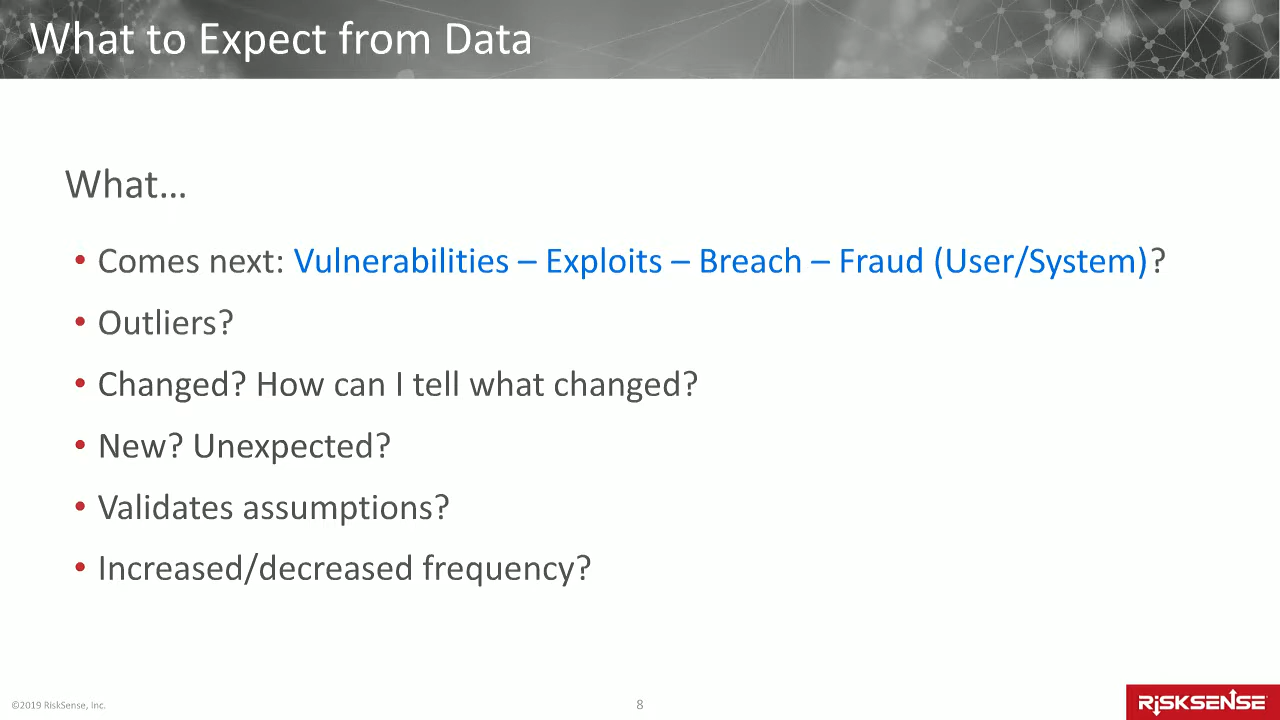 What to Expect from Data
What…
• Comes next: Vulnerabilities – Exploits – Breach – Fraud (User/System)?
• Outliers?
• Changed? How can I tell what changed?
• New? Unexpected?
• Validates assumptions?
• Increased/decreased frequency?
©2019 RiskSense, Inc.
8
RISKSENSE